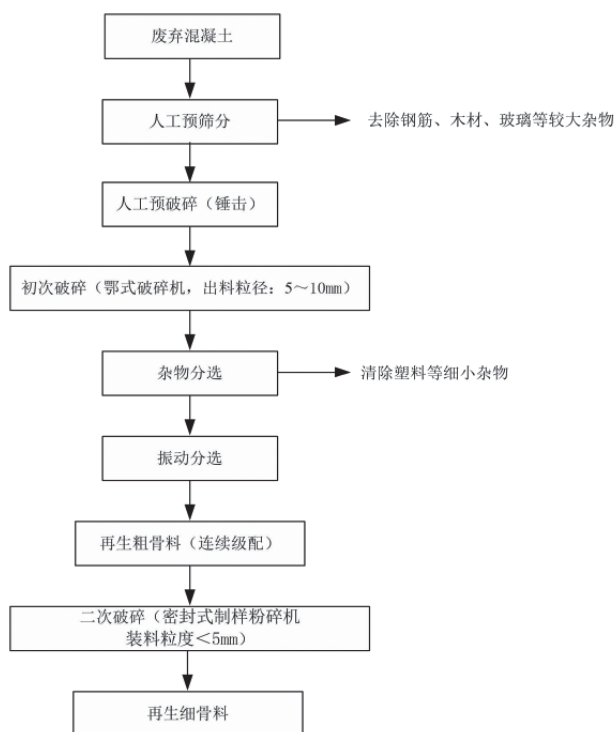 废弃混凝土
人工预筛分
去除钢筋、木材、玻璃等较大杂物
人工预破碎（锤击）
初次破碎（鄂式破碎机，出料粒径：5～10mm）
杂物分选
清除塑料等细小杂物
振动分选
再生粗骨料（连续级配）
二次破碎（密封式制样粉碎机
装料粒度＜5mm）
再生细骨料